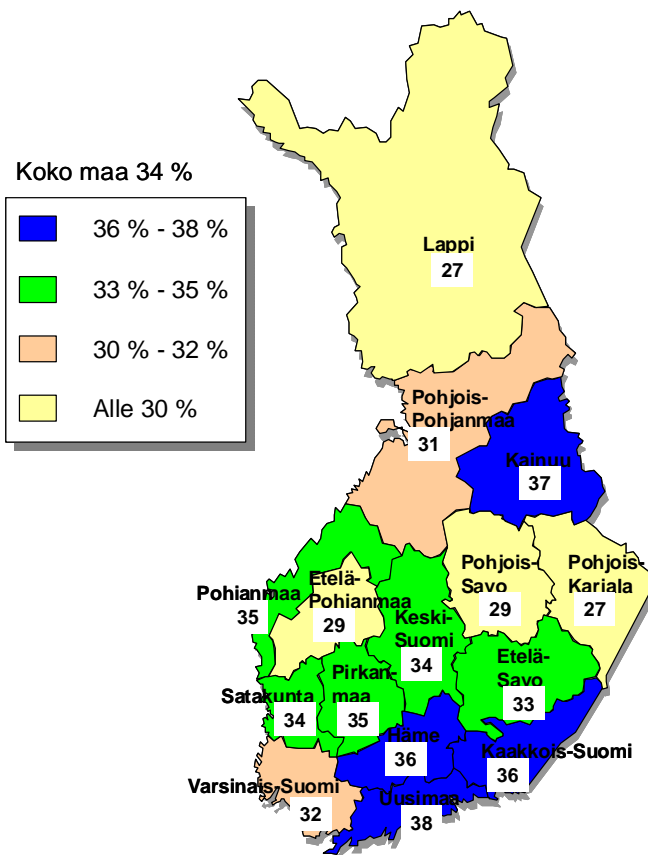 Koko maa 34 %
36 % - 38 %
33 % - 35 %
30 % - 32 %
Alle 30 %
Lappi
27
Pohjois-
Pohjanmaa
31
Kainuu
37
Pohjois-
Savo
29
Pohjois-
Karjala
27
Pohjanmaa
35
Etelä-
Pohjanmaa
29
Keski-
Suomi
34
Etelä-
Savo
33
Satakunta
34
Pirkan-
maa
35
Häme
36
Kaakkois-Suomi
36
Varsinais-Suomi
32
Uusimaa
38